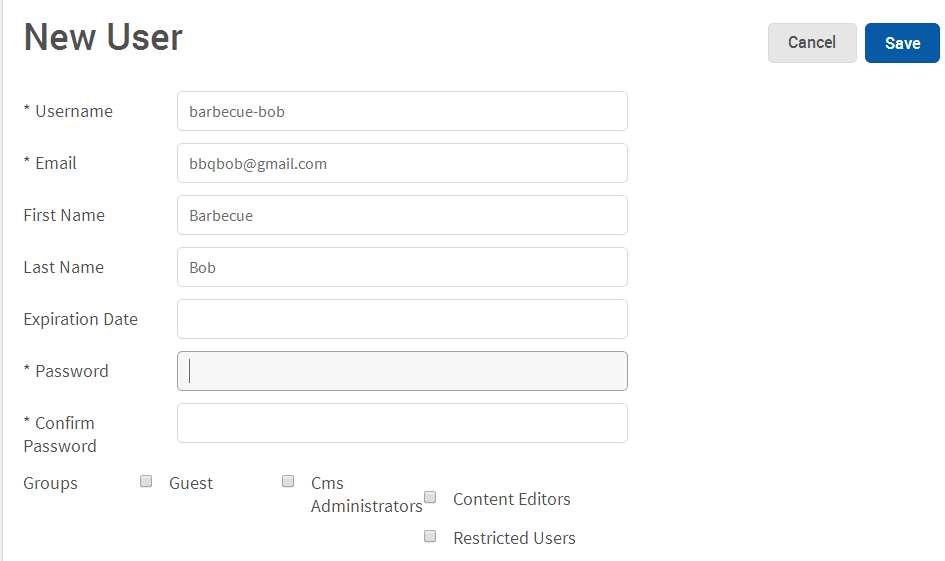 New User
Cancel
Save
* Username
barbecue-bob
* Email
bbqbob@gmail.com
First Name
Barbecue
Last Name
Bob
Expiration Date
* Password
* Confirm
Password
Groups
Guest
Cms
Administrators
Content Editors
Restricted Users